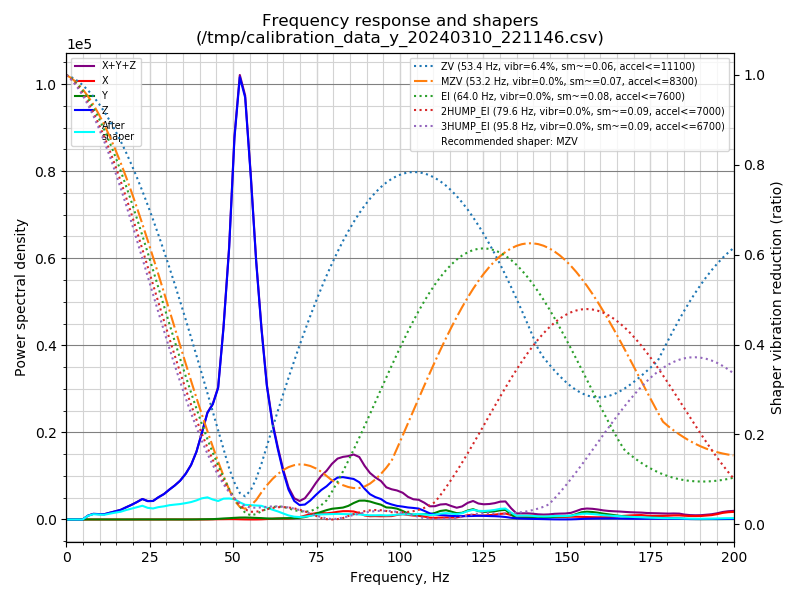 Frequency response and shapers
(/tmp/calibration_data_y_20240310_221146.csv)
1e5
X+Y+Z
X
Y
Z
After
shaper
ZV (53.4 Hz, vibr=6.4%, sm~=0.06, accel<=11100)
MZV (53.2 Hz, vibr=0.0%, sm~=0.07, accel<=8300)
EI (64.0 Hz, vibr=0.0%, sm~=0.08, accel<=7600)
2HUMP_EI (79.6 Hz, vibr=0.0%, sm~=0.09, accel<=7000)
3HUMP_EI (95.8 Hz, vibr=0.0%, sm~=0.09, accel<=6700)
Recommended shaper: MZV
Power spectral density
1.0
0.8
0.6
0.4
0.2
0.0
1.0
0.8
0.6
0.4
0.2
0.0
Shaper vibration reduction (ratio)
0 25 50 75 100 125 150 175 200
Frequency, Hz